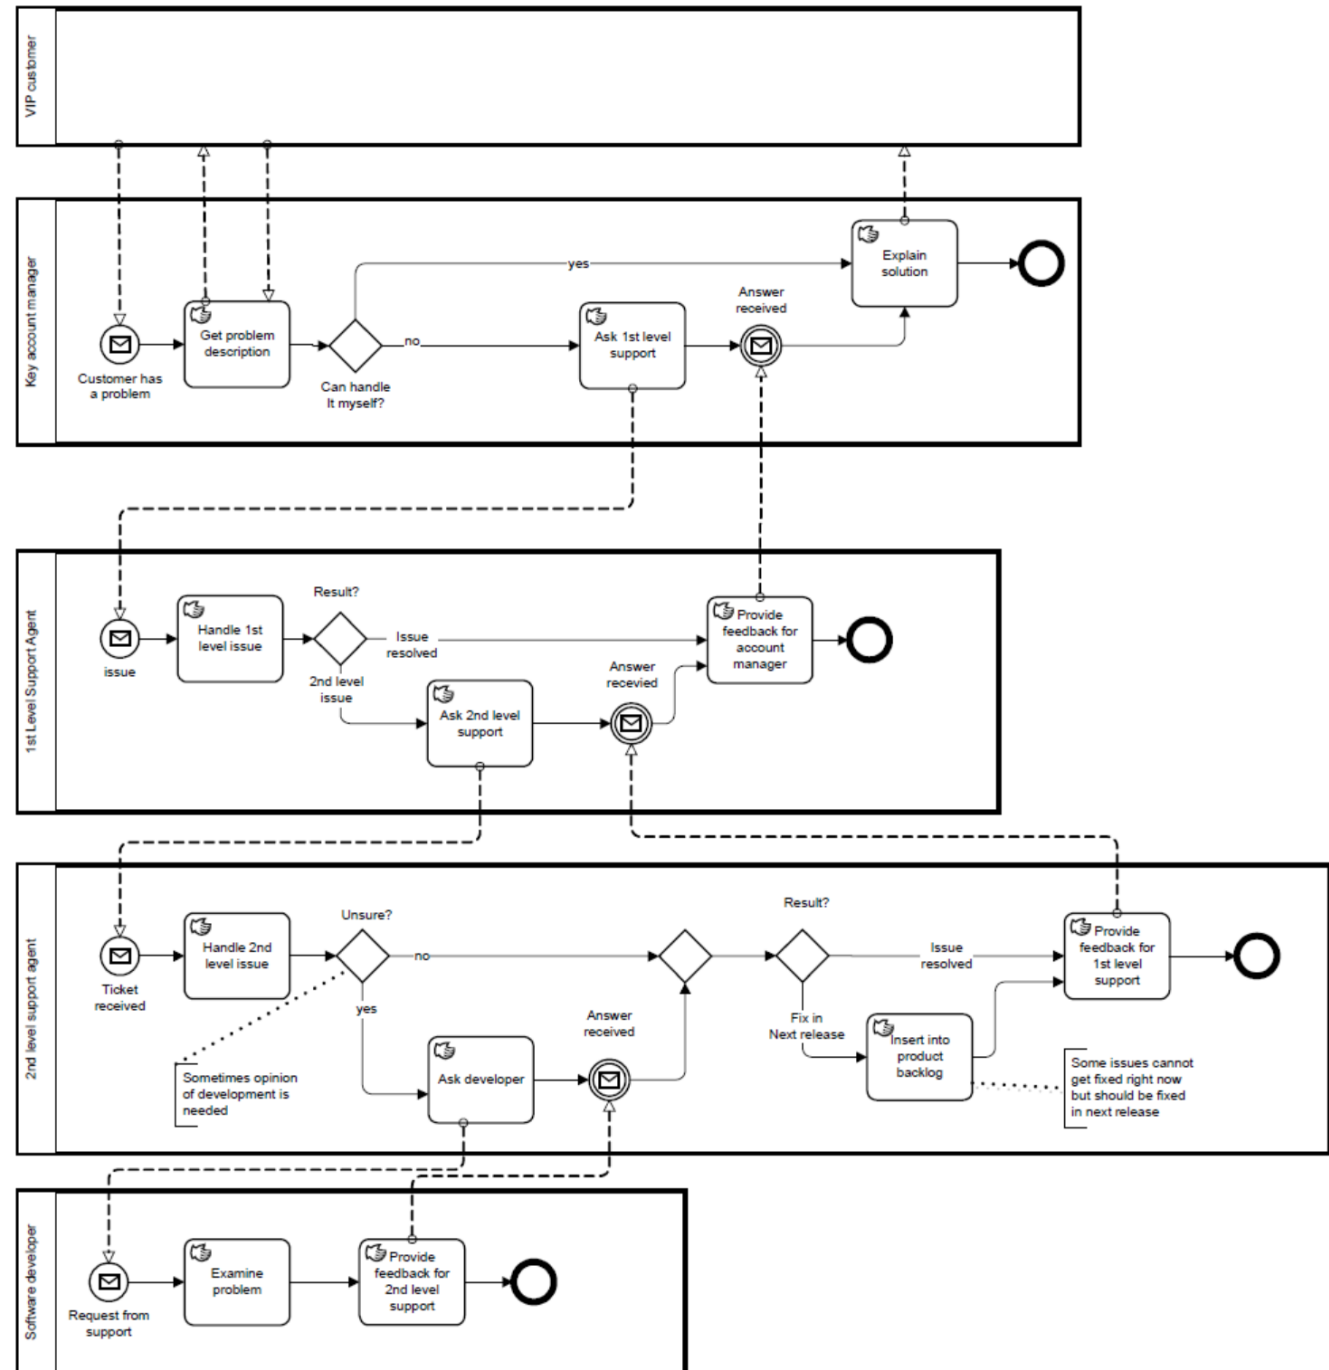 VIP customer
Key account manager
Customer has
a problem
Get problem
description
Can handle
It myself?
yes
no
Ask 1st level
support
Answer
received
Explain
solution
1st Level Support Agent
issue
Handle 1st
level issue
Result?
Issue
resolved
2nd level
issue
Ask 2nd level
support
Answer
recevied
Provide
feedback for
account
manager
2nd level support agent
Ticket
received
Handle 2nd
level issue
Unsure?
no
yes
Sometimes opinion
of development is
needed
Ask developer
Answer
received
Result?
Issue
resolved
Fix in
Next release
Insert into
product
backlog
Provide
feedback for
1st level
support
Some issues cannot
get fixed right now
but should be fixed
in next release
Software developer
Request from
support
Examine
problem
Provide
feedback for
2nd level
support